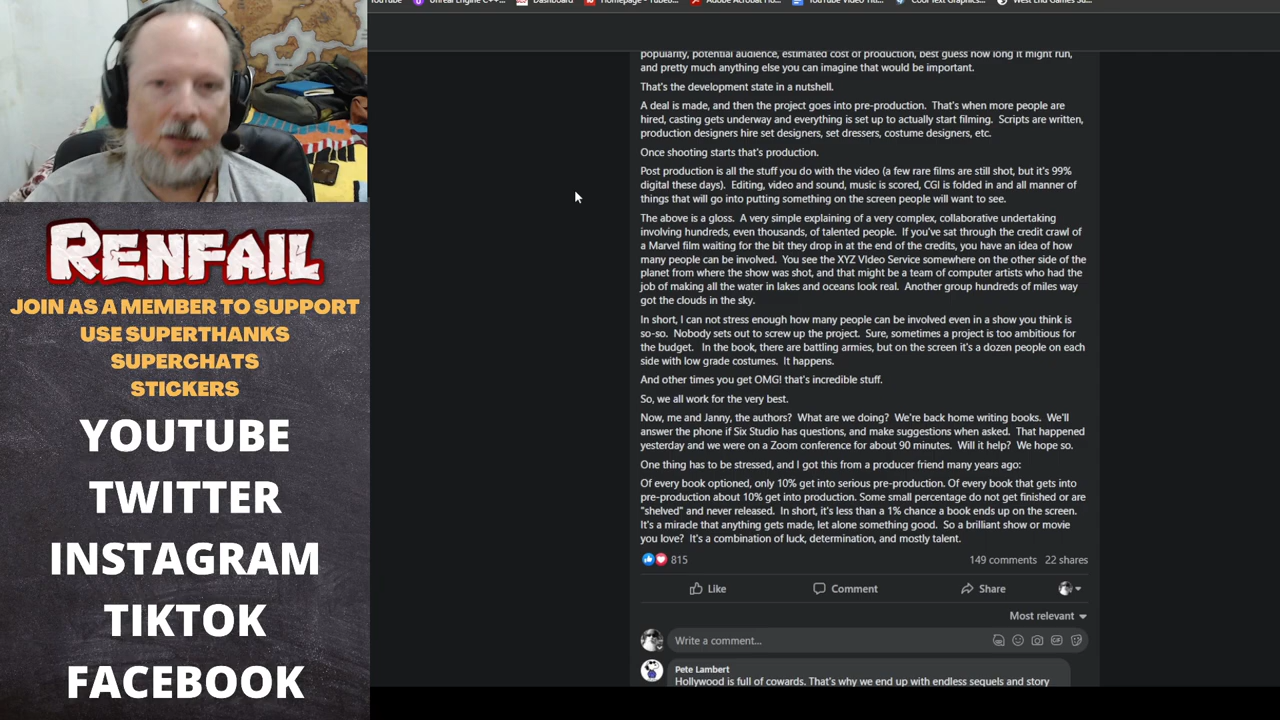 YouTube
Unreal Engine C++...
Dashboard
Homepage - Tubeb...
Adobe Acrobat Ho...
YouTube Video Titl...
Cool Text Graphics...
West End Games Su...
popularity, potential audience, estimated cost of production, best guess how long it might run,
and pretty much anything else you can imagine that would be important.
That's the development state in a nutshell.
A deal is made, and then the project goes into pre-production. That's when more people are
hired, casting gets underway and everything is set up to actually start filming. Scripts are written,
production designers hire set designers, set dressers, costume designers, etc.
Once shooting starts that's production.
Post production is all the stuff you do with the video (a few rare films are still shot, but it's 99%
digital these days). Editing, video and sound, music is scored, CGI is folded in and all manner of
things that will go into putting something on the screen people will want to see.
The above is a gloss. A very simple explaining of a very complex, collaborative undertaking
involving hundreds, even thousands, of talented people. If you've sat through the credit crawl of
a Marvel film waiting for the bit they drop in at the end of the credits, you have an idea of how
many people can be involved. You see the XYZ VIdeo Service somewhere on the other side of the
planet from where the show was shot, and that might be a team of computer artists who had the
job of making all the water in lakes and oceans look real. Another group hundreds of miles way
got the clouds in the sky.
In short, I can not stress enough how many people can be involved even in a show you think is
so-so. Nobody sets out to screw up the project. Sure, sometimes a project is too ambitious for
the budget. In the book, there are battling armies, but on the screen it's a dozen people on each
side with low grade costumes. It happens.
And other times you get OMG! that's incredible stuff.
So, we all work for the very best.
Now, me and Janny, the authors? What are we doing? We're back home writing books. We'll
answer the phone if Six Studio has questions, and make suggestions when asked. That happened
yesterday and we were on a Zoom conference for about 90 minutes. Will it help? We hope so.
One thing has to be stressed, and I got this from a producer friend many years ago:
Of every book optioned, only 10% get into serious pre-production. Of every book that gets into
pre-production about 10% get into production. Some small percentage do not get finished or are
"shelved" and never released. In short, it's less than a 1% chance a book ends up on the screen.
It's a miracle that anything gets made, let alone something good. So a brilliant show or movie
you love? It's a combination of luck, determination, and mostly talent.
815
149 comments 22 shares
Like
Comment
Share
Most relevant
Write a comment...
GIF
Pete Lambert
Hollywood is full of cowards. That's why we end up with endless sequels and story
RENFAIL
JOIN AS A MEMBER TO SUPPORT
USE SUPERTHANKS
SUPERCHATS
STICKERS
YOUTUBE
TWITTER
INSTAGRAM
TIKTOK
FACEBOOK